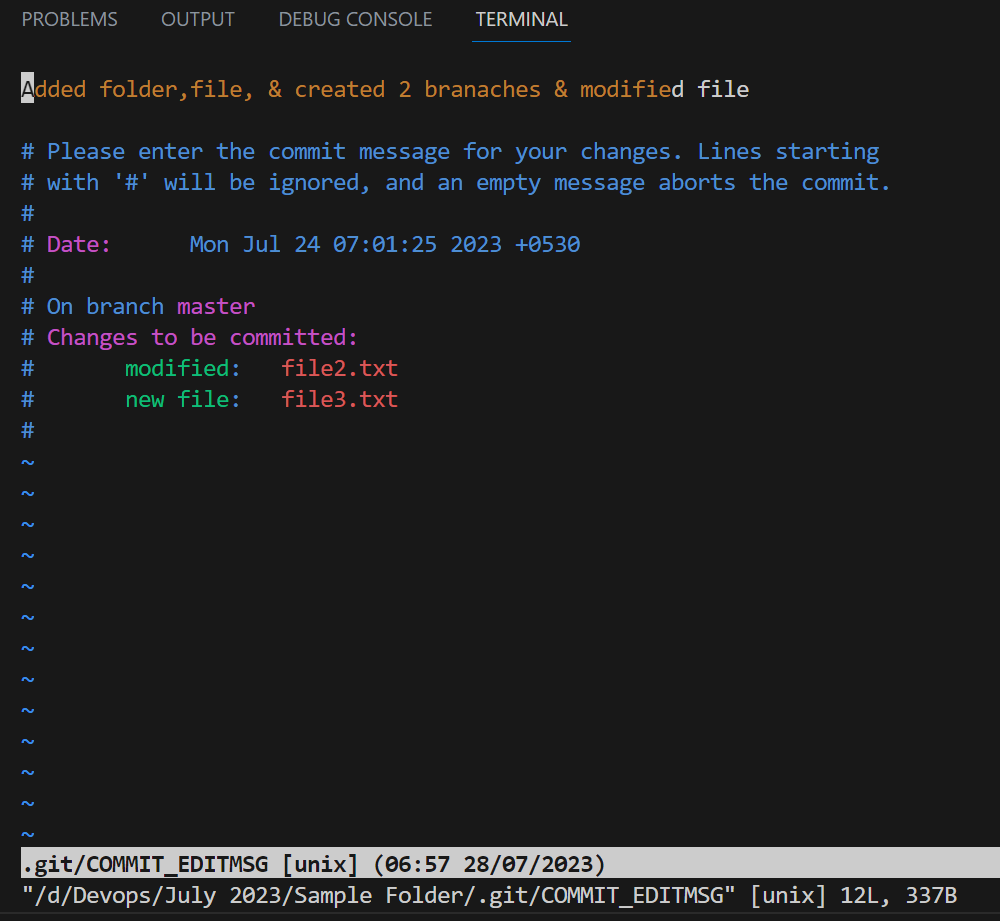 PROBLEMS OUTPUT DEBUG CONSOLE TERMINAL
Added folder,file, & created 2 branaches & modified file
# Please enter the commit message for your changes. Lines starting
# with '#' will be ignored, and an empty message aborts the commit.
#
# Date:      Mon Jul 24 07:01:25 2023 +0530
#
# On branch master
# Changes to be committed:
#       modified:   file2.txt
#       new file:   file3.txt
#
~
~
~
~
~
~
~
~
~
~
~
~
~
.git/COMMIT_EDITMSG [unix] (06:57 28/07/2023)
"/d/Devops/July 2023/Sample Folder/.git/COMMIT_EDITMSG" [unix] 12L, 337B